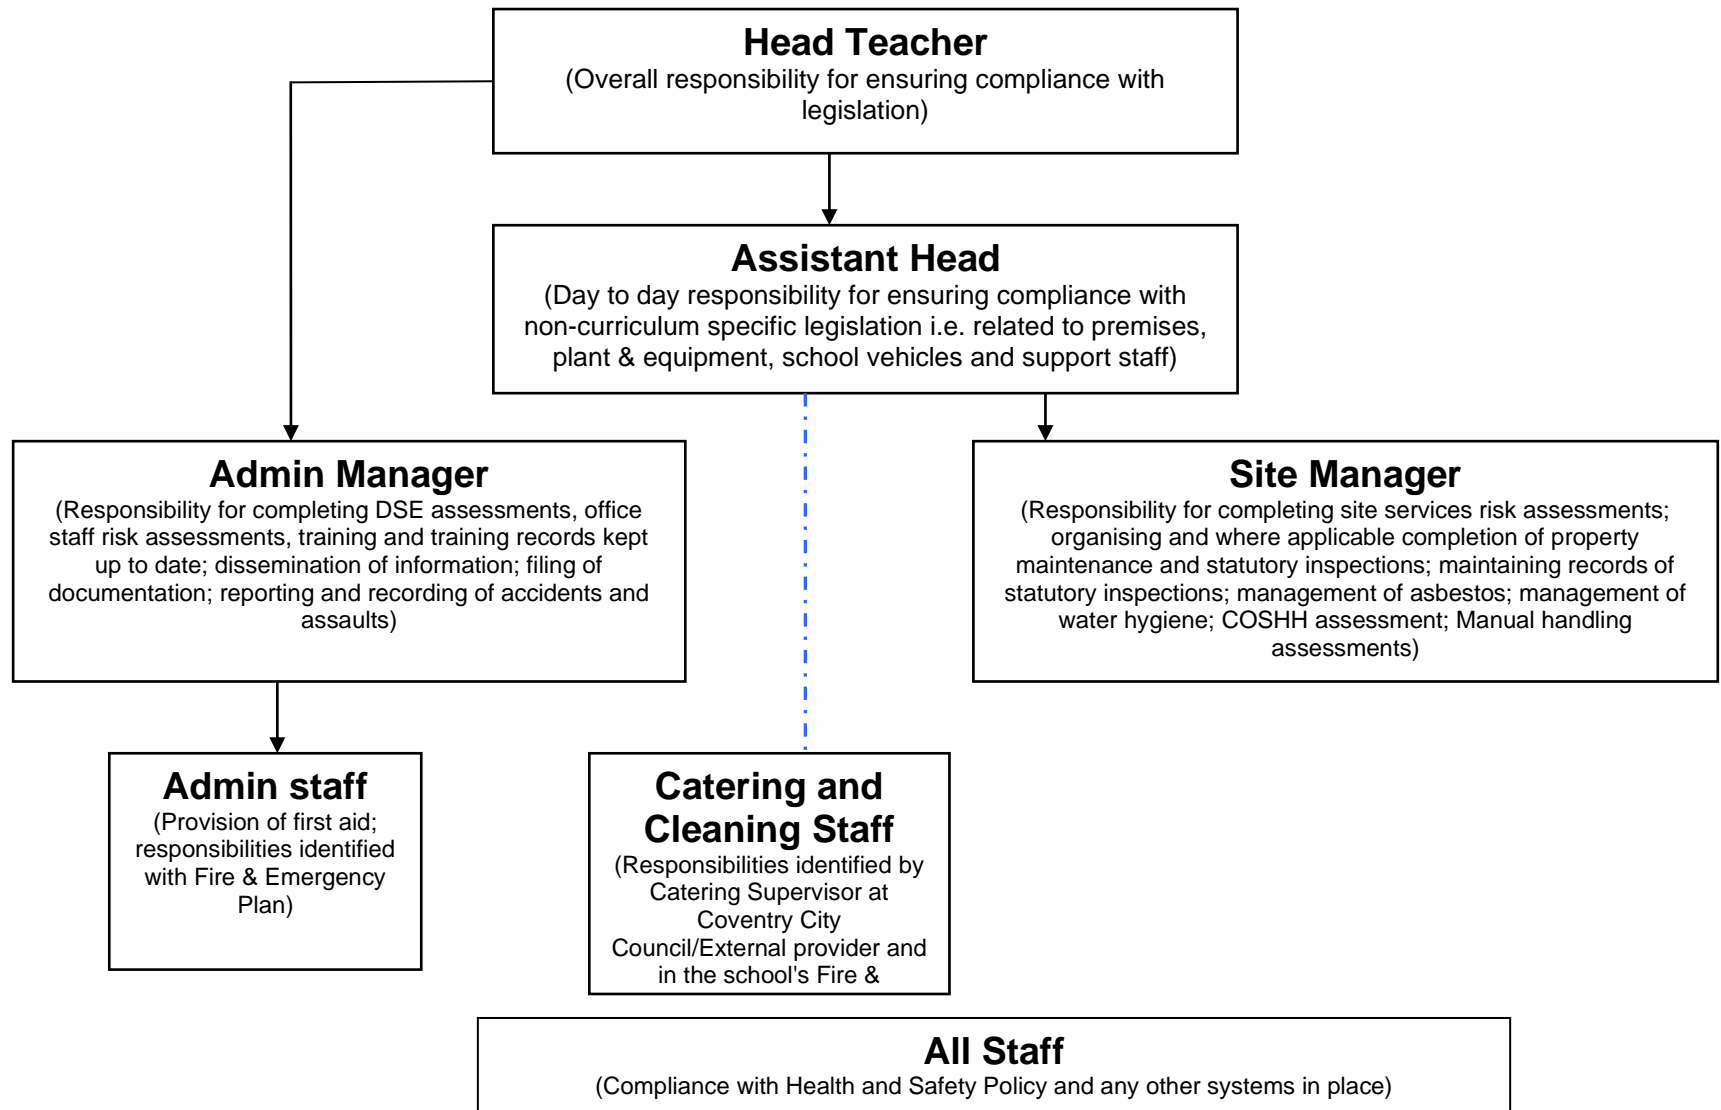 Head Teacher
(Overall responsibility for ensuring compliance with
legislation)
Assistant Head
(Day to day responsibility for ensuring compliance with
non-curriculum specific legislation i.e. related to premises,
plant & equipment, school vehicles and support staff)
Admin Manager
(Responsibility for completing DSE assessments, office
staff risk assessments, training and training records kept
up to date; dissemination of information; filing of
documentation; reporting and recording of accidents and
assaults)
Site Manager
(Responsibility for completing site services risk assessments;
organising and where applicable completion of property
maintenance and statutory inspections; maintaining records of
statutory inspections; management of asbestos; management of
water hygiene; COSHH assessment; Manual handling
assessments)
Admin staff
(Provision of first aid;
responsibilities identified
with Fire & Emergency
Plan)
Catering and
Cleaning Staff
(Responsibilities identified by
Catering Supervisor at
Coventry City
Council/External provider and
in the school's Fire &
All Staff
(Compliance with Health and Safety Policy and any other systems in place)